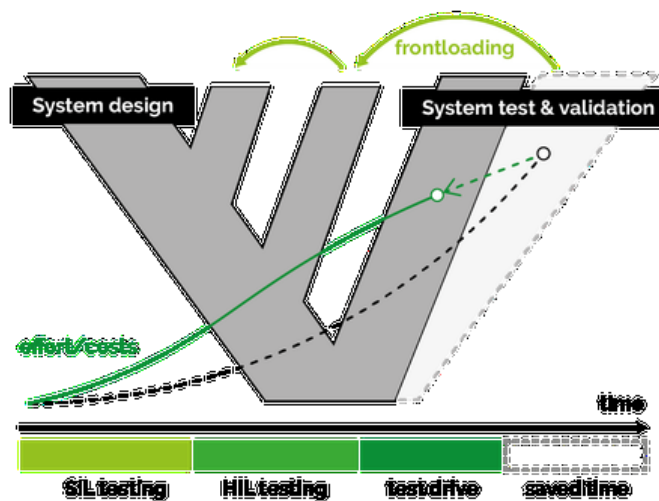 frontloading
System design
System test & validation
effort/costs
time
SiL testing
HiL testing
test drive
saved time